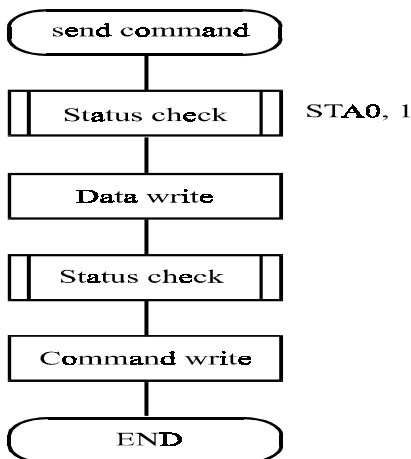 send command
Status check STA0, 1
Data write
Status check
Command write
END